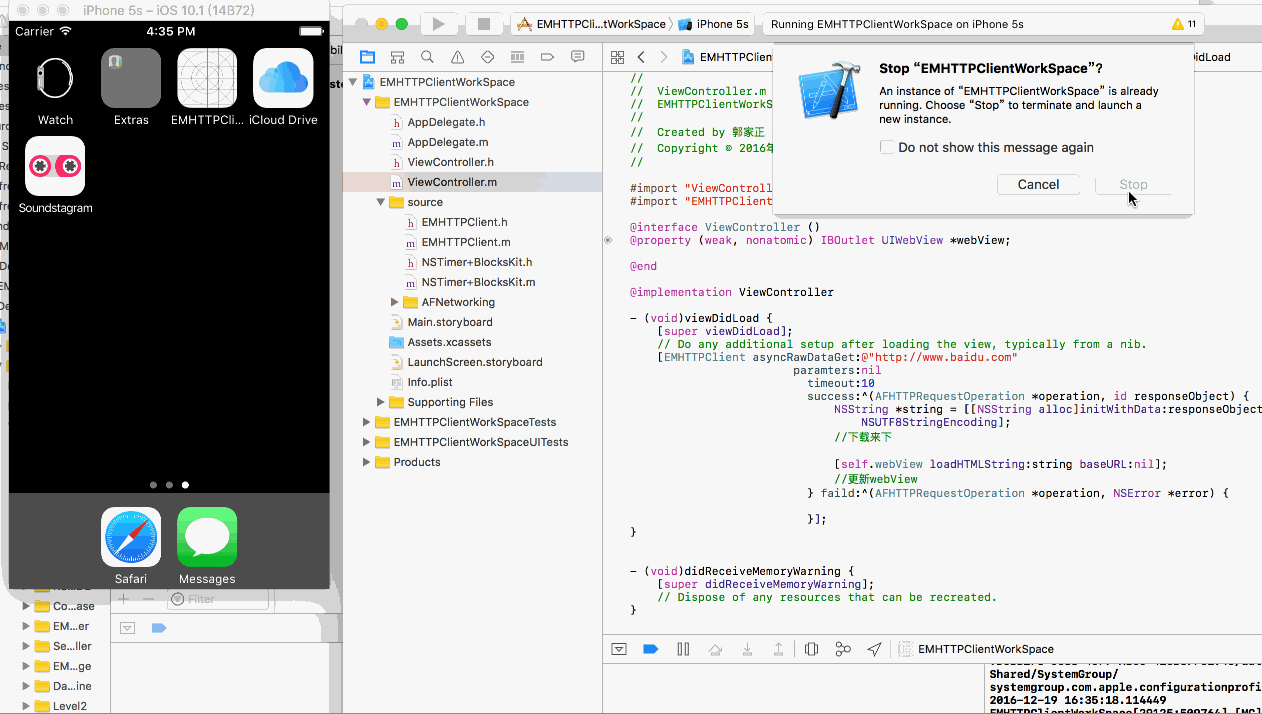 iPhone 5s – iOS 10.1 (14B72)
Carrier
4:35 PM
Watch
Extras
EMHTTPCli...
iCloud Drive
Soundstagram
Safari
Messages
Filter
Co...ase
EM...er
Se...ller
EM...ge
Da...ine
Level2
EMHTTPCli...tWorkSpace
iPhone 5s
Running EMHTTPClientWorkSpace on iPhone 5s
11
EMHTTPClientWorkSpace
EMHTTPClientWorkSpace
AppDelegate.h
AppDelegate.m
ViewController.h
ViewController.m
source
EMHTTPClient.h
EMHTTPClient.m
NSTimer+BlocksKit.h
NSTimer+BlocksKit.m
AFNetworking
Main.storyboard
Assets.xcassets
LaunchScreen.storyboard
Info.plist
Supporting Files
EMHTTPClientWorkSpaceTests
EMHTTPClientWorkSpaceUITests
Products
EMHTTPClien
idLoad
Stop “EMHTTPClientWorkSpace”?
An instance of “EMHTTPClientWorkSpace” is already
running. Choose “Stop” to terminate and launch a
new instance.
Do not show this message again
Cancel
Stop
//
//  ViewController.m
//  EMHTTPClientWorkS
//
//  Created by 郭家正
//  Copyright © 2016年
//
#import "ViewControll
#import "EMHTTPClient
@interface ViewController ()
@property (weak, nonatomic) IBOutlet UIWebView *webView;
@end
@implementation ViewController
- (void)viewDidLoad {
[super viewDidLoad];
// Do any additional setup after loading the view, typically from a nib.
[EMHTTPClient asyncRawDataGet:@"http://www.baidu.com"
paramters:nil
timeout:10
success:^(AFHTTPRequestOperation *operation, id responseObject) {
NSString *string = [[NSString alloc]initWithData:responseObject
NSUTF8StringEncoding];
//下载来下
[self.webView loadHTMLString:string baseURL:nil];
//更新webView
} faild:^(AFHTTPRequestOperation *operation, NSError *error) {
}];
}
- (void)didReceiveMemoryWarning {
[super didReceiveMemoryWarning];
// Dispose of any resources that can be recreated.
}
EMHTTPClientWorkSpace
Shared/SystemGroup/
systemgroup.com.apple.configurationprofi
2016-12-19 16:35:18.114449
EMHTTPClientWorkSpace[29125:509764] [MC]